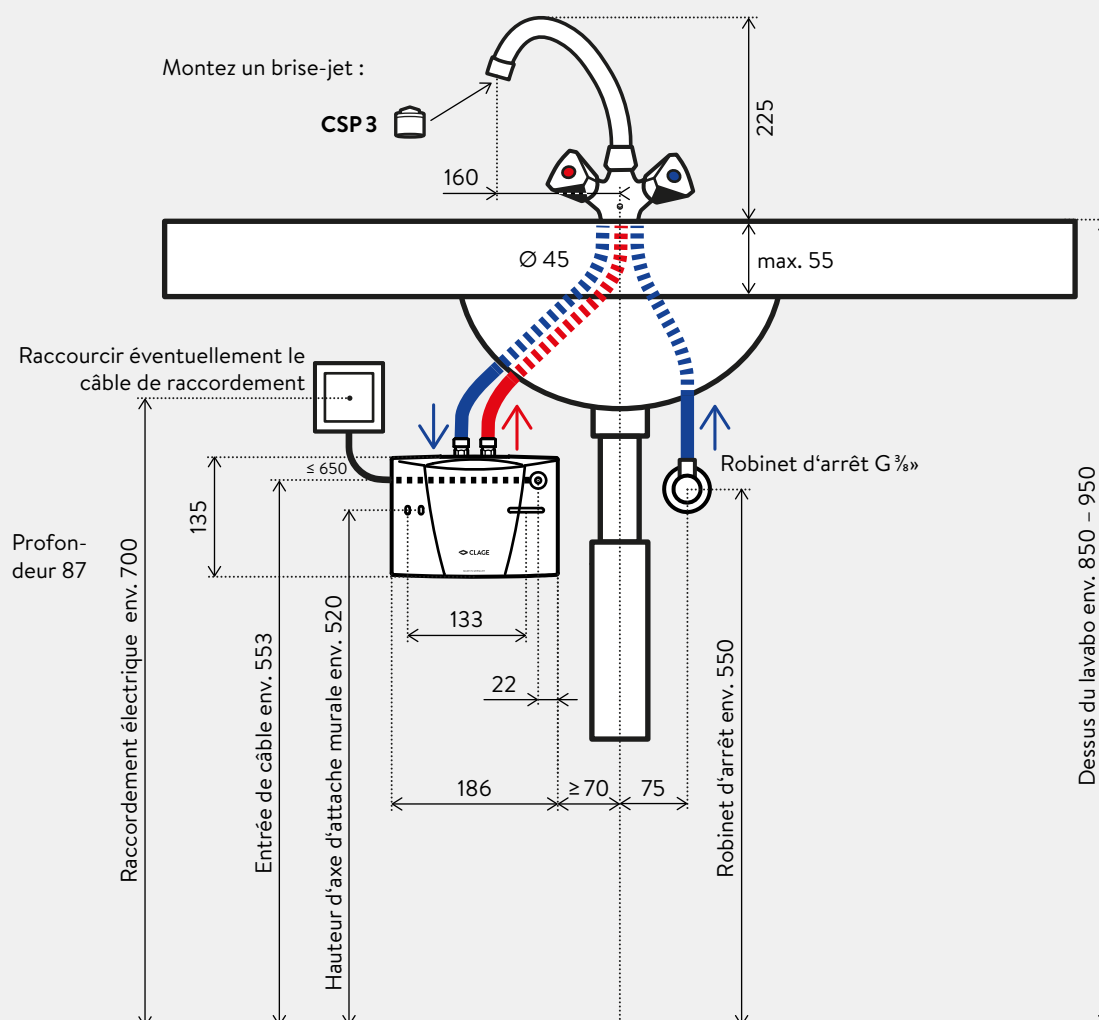 Montez un brise-jet :
CSP 3
225
160
Ø 45
max. 55
Raccourcir éventuellement le
câble de raccordement
≤ 650
Robinet d‘arrêt G ⅜»
135
Profon-
deur 87
CLAGE
133
22
186
≥ 70
75
Raccordement électrique env. 700
Entrée de câble env. 553
Hauteur d‘axe d‘attache murale env. 520
Robinet d‘arrêt env. 550
Dessus du lavabo env. 850 – 950